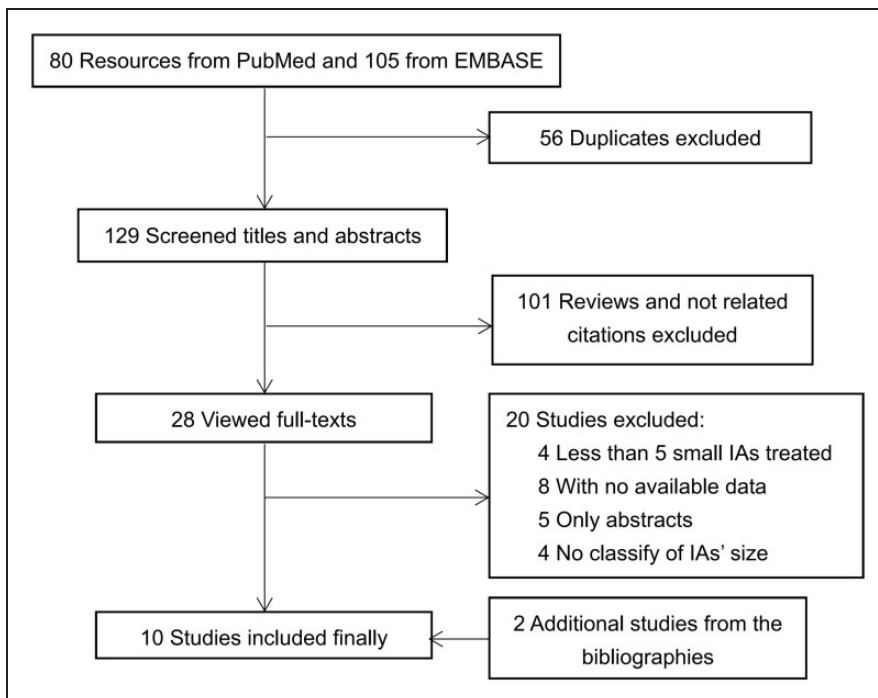 80 Resources from PubMed and 105 from EMBASE
56 Duplicates excluded
129 Screened titles and abstracts
101 Reviews and not related
citations excluded
28 Viewed full-texts
20 Studies excluded:
4 Less than 5 small IAs treated
8 With no available data
5 Only abstracts
4 No classify of IAs' size
10 Studies included finally
2 Additional studies from the
bibliographies